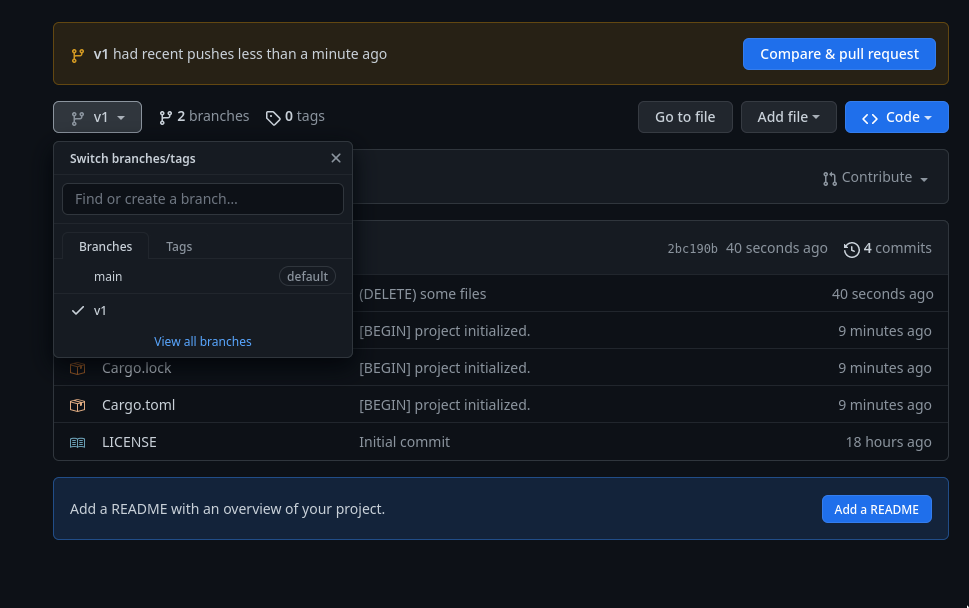 v1 had recent pushes less than a minute ago Compare & pull request
v1 2 branches 0 tags Go to file Add file Code
Switch branches/tags
Contribute
Find or create a branch...
Branches Tags
2bc190b 40 seconds ago 4 commits
main default
(DELETE) some files 40 seconds ago
v1
[BEGIN] project initialized. 9 minutes ago
View all branches
Cargo.lock [BEGIN] project initialized. 9 minutes ago
Cargo.toml [BEGIN] project initialized. 9 minutes ago
LICENSE Initial commit 18 hours ago
Add a README with an overview of your project. Add a README